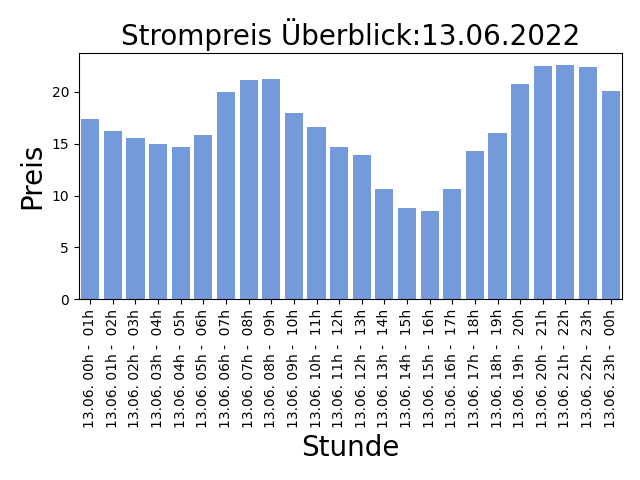 Strompreis Überblick:13.06.2022
Preis
20
15
10
5
0
13.06. 00h - 01h
13.06. 01h - 02h
13.06. 02h - 03h
13.06. 03h - 04h
13.06. 04h - 05h
13.06. 05h - 06h
13.06. 06h - 07h
13.06. 07h - 08h
13.06. 08h - 09h
13.06. 09h - 10h
13.06. 10h - 11h
13.06. 11h - 12h
13.06. 12h - 13h
13.06. 13h - 14h
13.06. 14h - 15h
13.06. 15h - 16h
13.06. 16h - 17h
13.06. 17h - 18h
13.06. 18h - 19h
13.06. 19h - 20h
13.06. 20h - 21h
13.06. 21h - 22h
13.06. 22h - 23h
13.06. 23h - 00h
Stunde